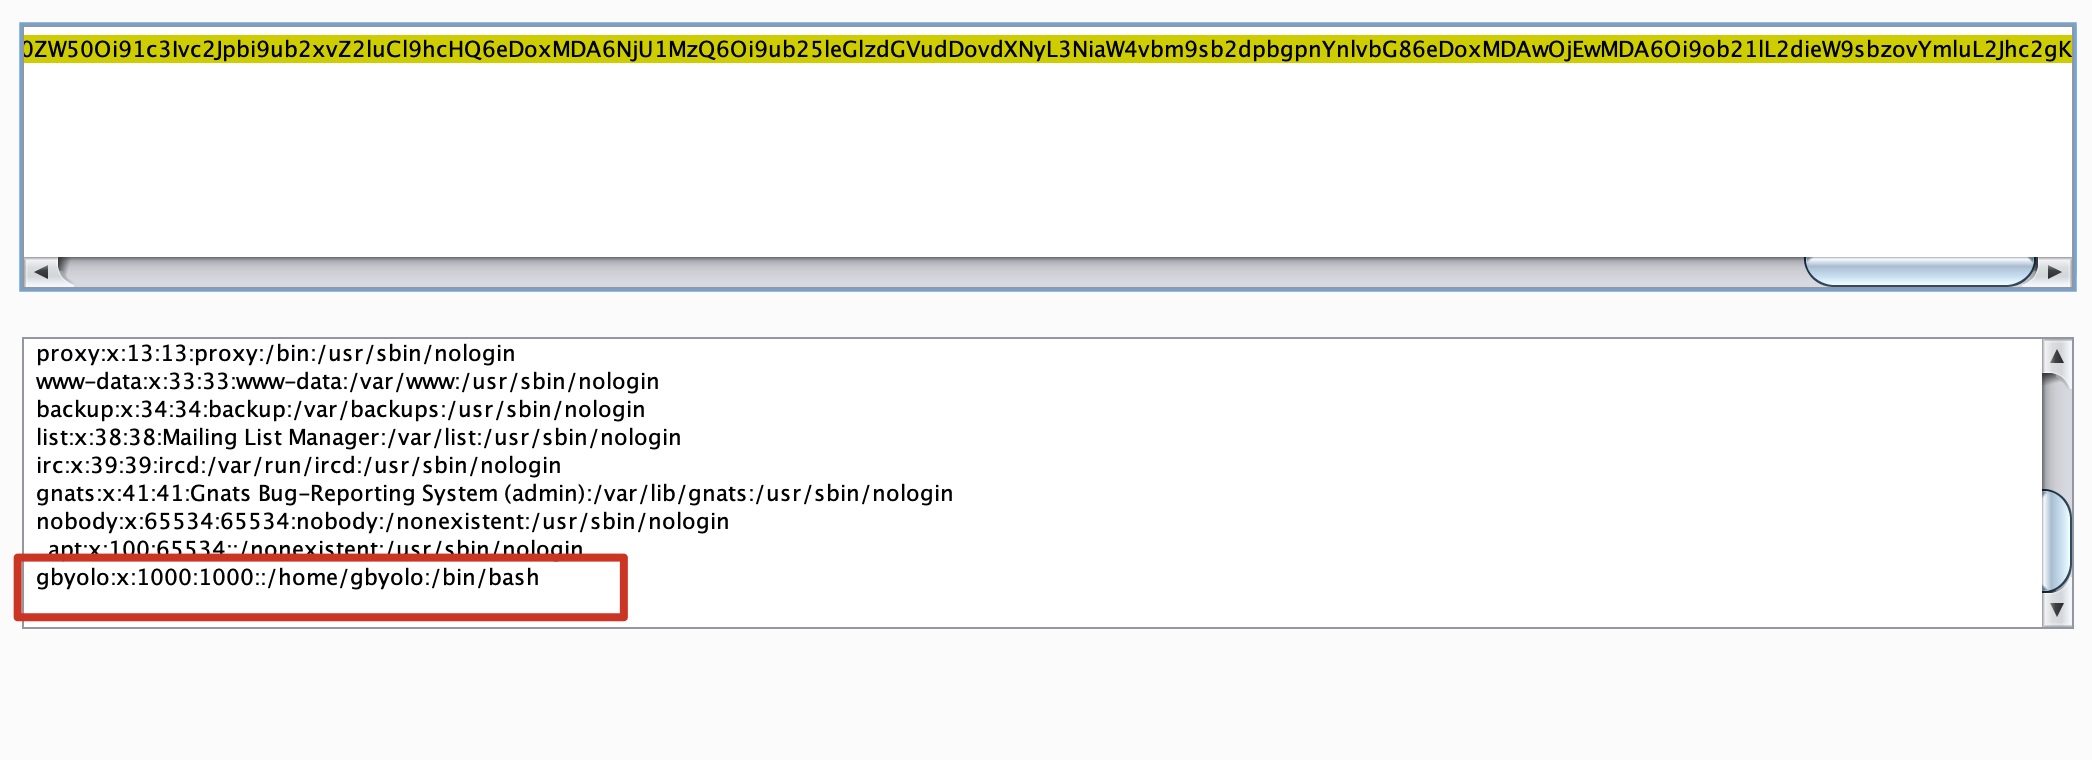 0ZW50Oi91c3Ivc2Jpbi9ub2xvZ2luCl9hcHQ6eDoxMDA6NjU1MzQ6Oi9ub25leGlzdGVudDovdXNyL3NiaW4vbm9sb2dpbgpnYnlvbG86eDoxMDAwOjEwMDA6Oi9ob21lL2dieW9sbzovYmluL2Jhc2gK
proxy:x:13:13:proxy:/bin:/usr/sbin/nologin
www-data:x:33:33:www-data:/var/www:/usr/sbin/nologin
backup:x:34:34:backup:/var/backups:/usr/sbin/nologin
list:x:38:38:Mailing List Manager:/var/list:/usr/sbin/nologin
irc:x:39:39:ircd:/var/run/ircd:/usr/sbin/nologin
gnats:x:41:41:Gnats Bug-Reporting System (admin):/var/lib/gnats:/usr/sbin/nologin
nobody:x:65534:65534:nobody:/nonexistent:/usr/sbin/nologin
_apt:x:100:65534::/nonexistent:/usr/sbin/nologin
gbyolo:x:1000:1000::/home/gbyolo:/bin/bash